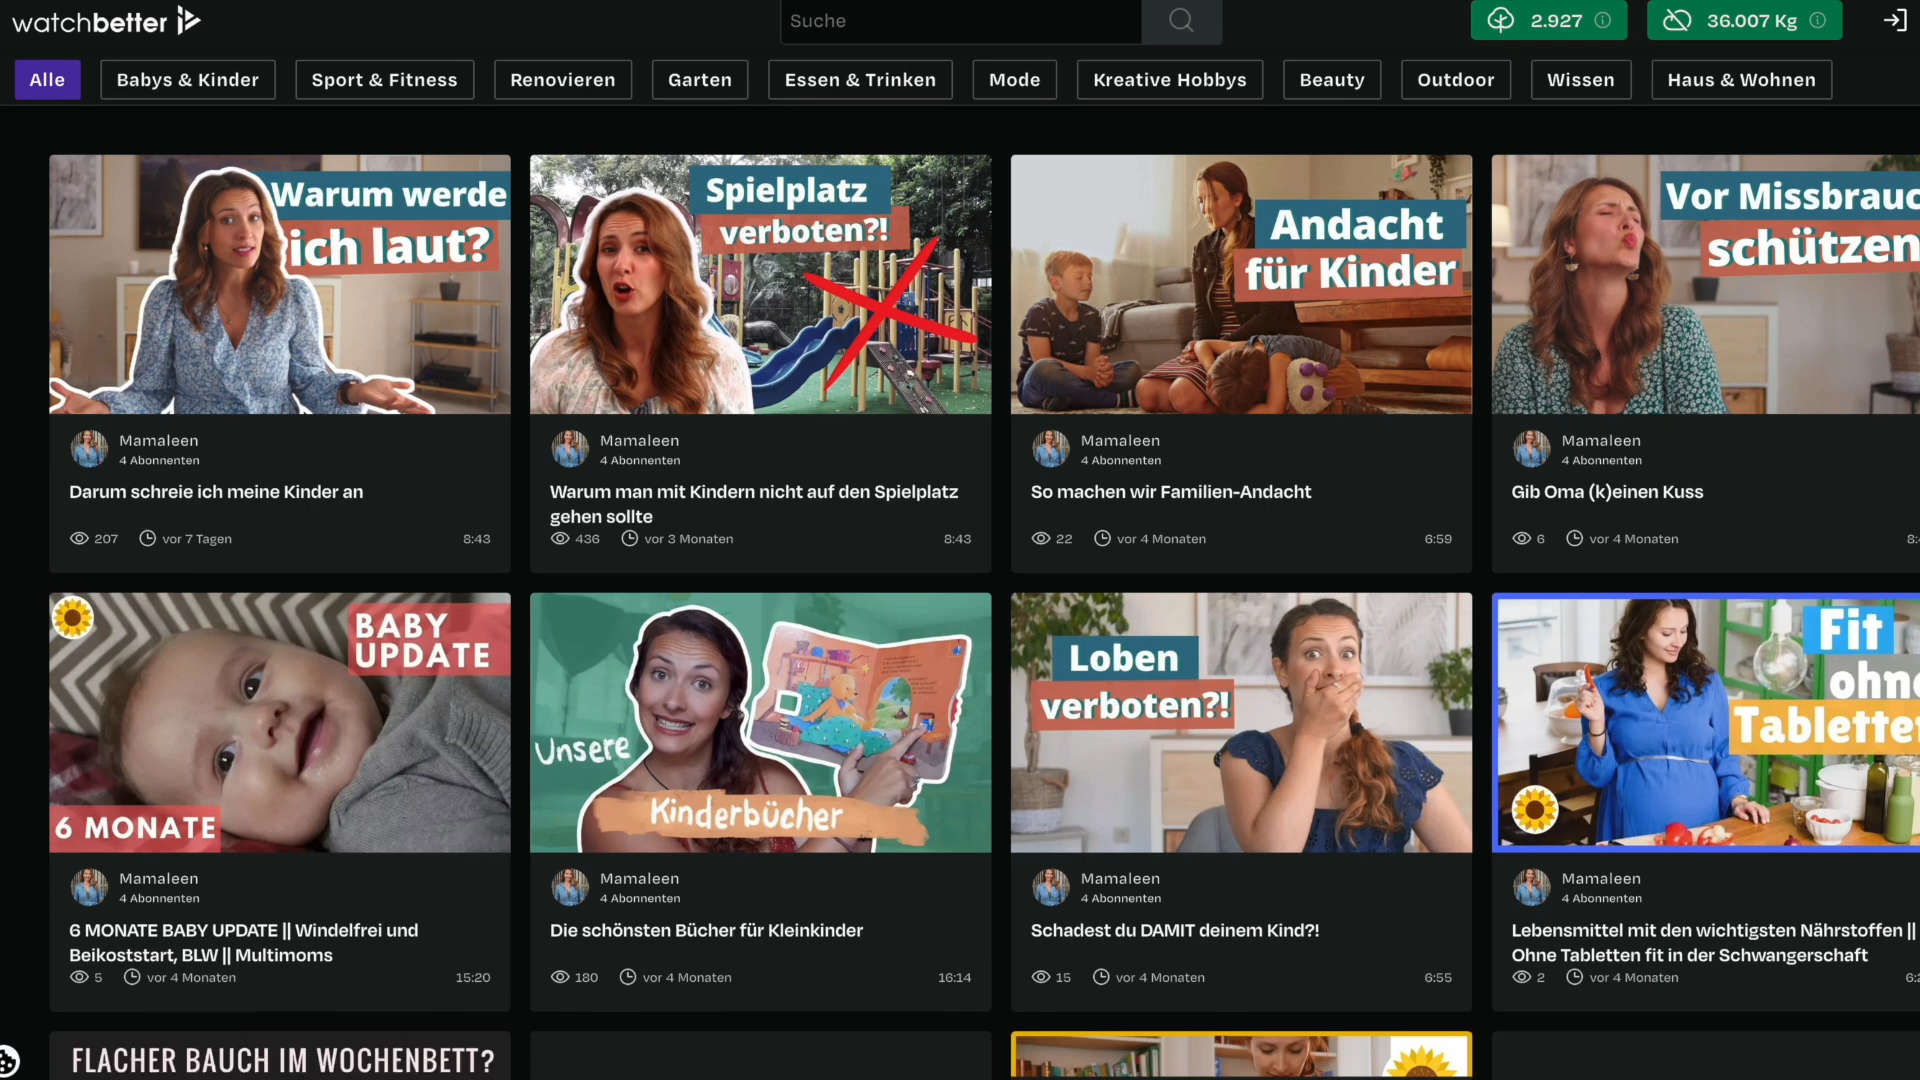 watchbetter
Suche
2.927
36.007 Kg
Alle
Babys & Kinder
Sport & Fitness
Renovieren
Garten
Essen & Trinken
Mode
Kreative Hobbys
Beauty
Outdoor
Wissen
Haus & Wohnen
Warum werde
ich laut?
Mamaleen
4 Abonnenten
Darum schreie ich meine Kinder an
207
vor 7 Tagen
8:43
Spielplatz
verboten?!
Mamaleen
4 Abonnenten
Warum man mit Kindern nicht auf den Spielplatz
gehen sollte
436
vor 3 Monaten
8:43
Andacht
für Kinder
Mamaleen
4 Abonnenten
So machen wir Familien-Andacht
22
vor 4 Monaten
6:59
Vor Missbrauc
schützen
Mamaleen
4 Abonnenten
Gib Oma (k)einen Kuss
6
vor 4 Monaten
BABY
UPDATE
6 MONATE
Mamaleen
4 Abonnenten
6 MONATE BABY UPDATE || Windelfrei und
Beikoststart, BLW || Multimoms
5
vor 4 Monaten
15:20
Unsere
Kinderbücher
Mamaleen
4 Abonnenten
Die schönsten Bücher für Kleinkinder
180
vor 4 Monaten
16:14
Loben
verboten?!
Mamaleen
4 Abonnenten
Schadest du DAMIT deinem Kind?!
15
vor 4 Monaten
6:55
Fit
ohne
Tabletten
Mamaleen
4 Abonnenten
Lebensmittel mit den wichtigsten Nährstoffen ||
Ohne Tabletten fit in der Schwangerschaft
2
vor 4 Monaten
FLACHER BAUCH IM WOCHENBETT?